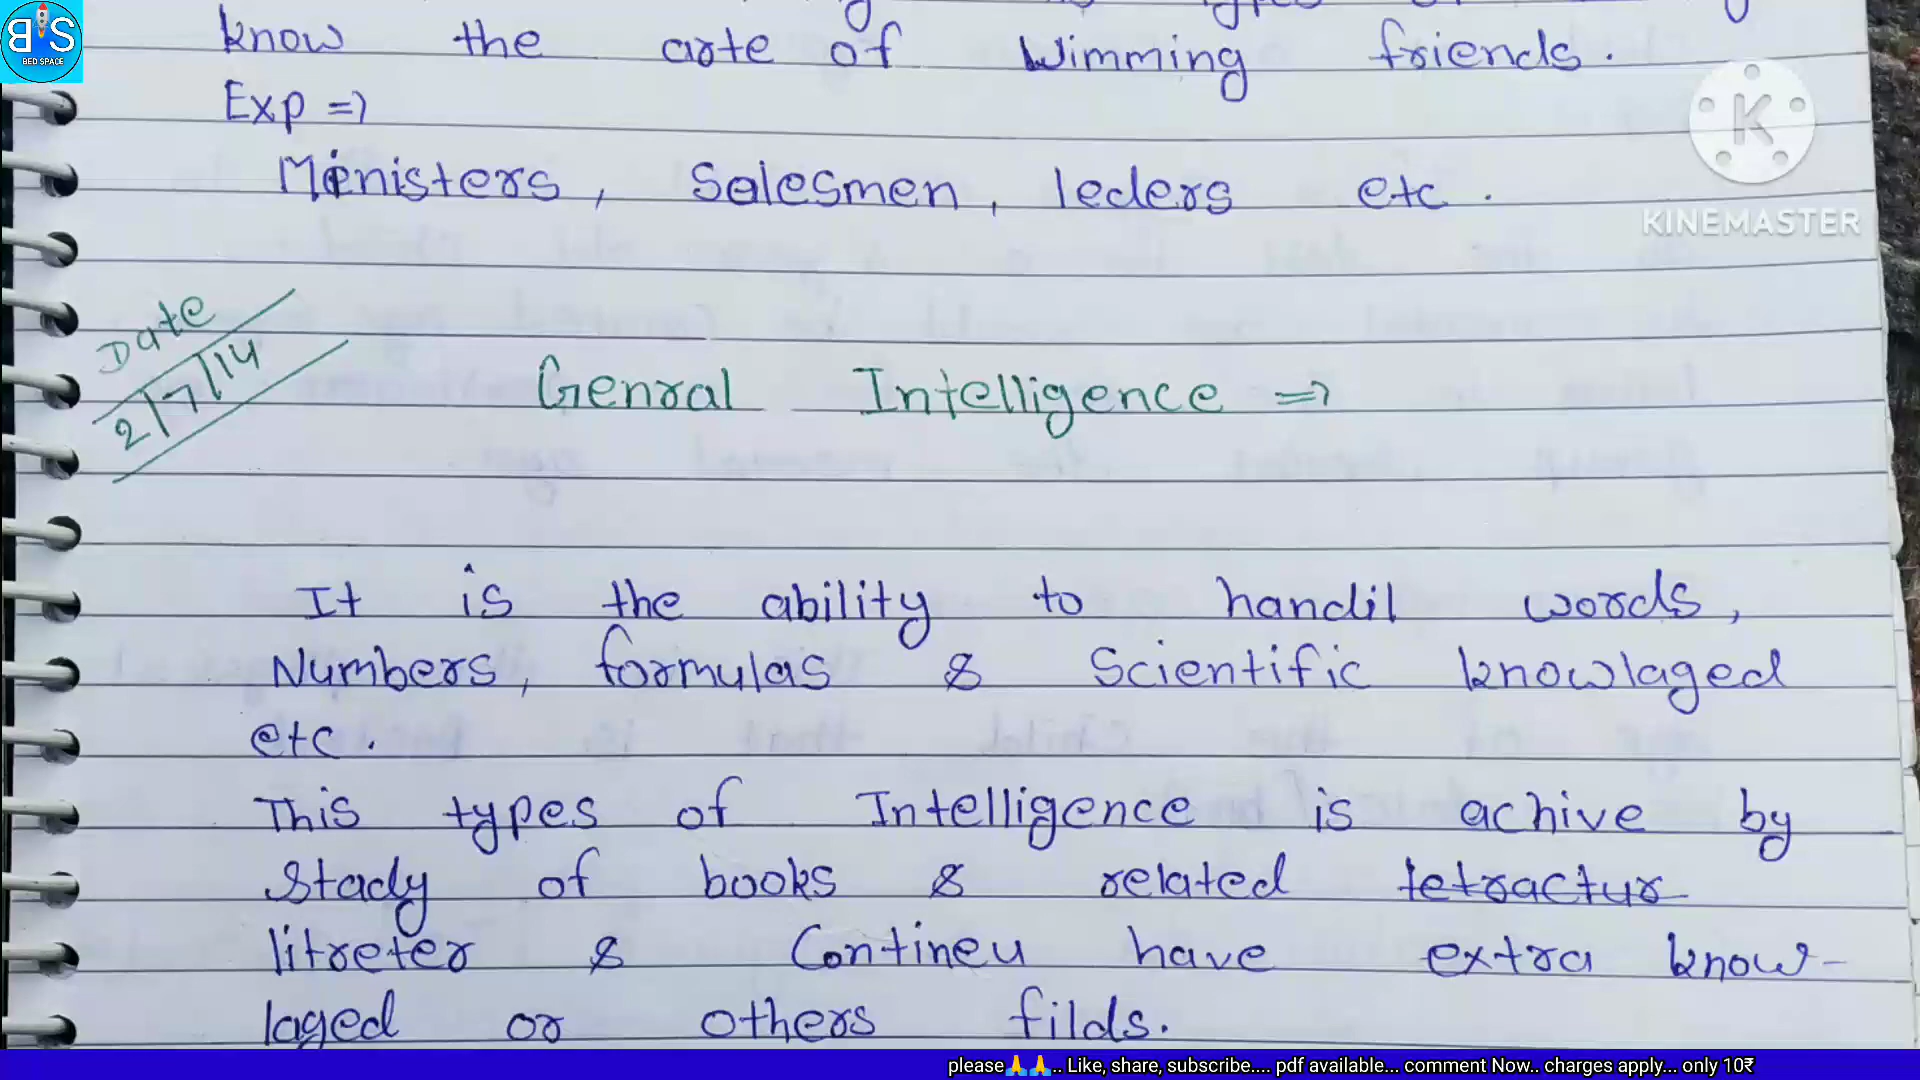 know the arte of Wimming friends.
BS
BED SPACE
Exp ⇒
K
Ministers, Salesmen, leders etc.
KINEMASTER
Date
2/7/14
Genral Intelligence ⇒
It is the ability to handil words,
Numbers, formulas & Scientific knowlaged
etc.
This types of Intelligence is achive by
Stady of books & related tetractur
litreter & Contineu have extra know-
laged or others filds.
please🙏🙏.. Like, share, subscribe.... pdf available... comment Now.. charges apply... only 10₹